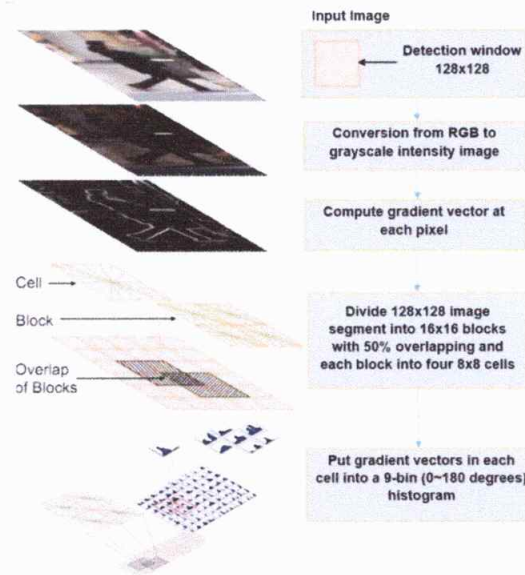 Input Image
Detection window
128x128
Conversion from RGB to
grayscale intensity image
Compute gradient vector at
each pixel
Cell
Block
Overlap
of Blocks
Divide 128x128 image
segment into 16x16 blocks
with 50% overlapping and
each block into four 8x8 cells
Put gradient vectors in each
cell into a 9-bin (0~180 degrees)
histogram